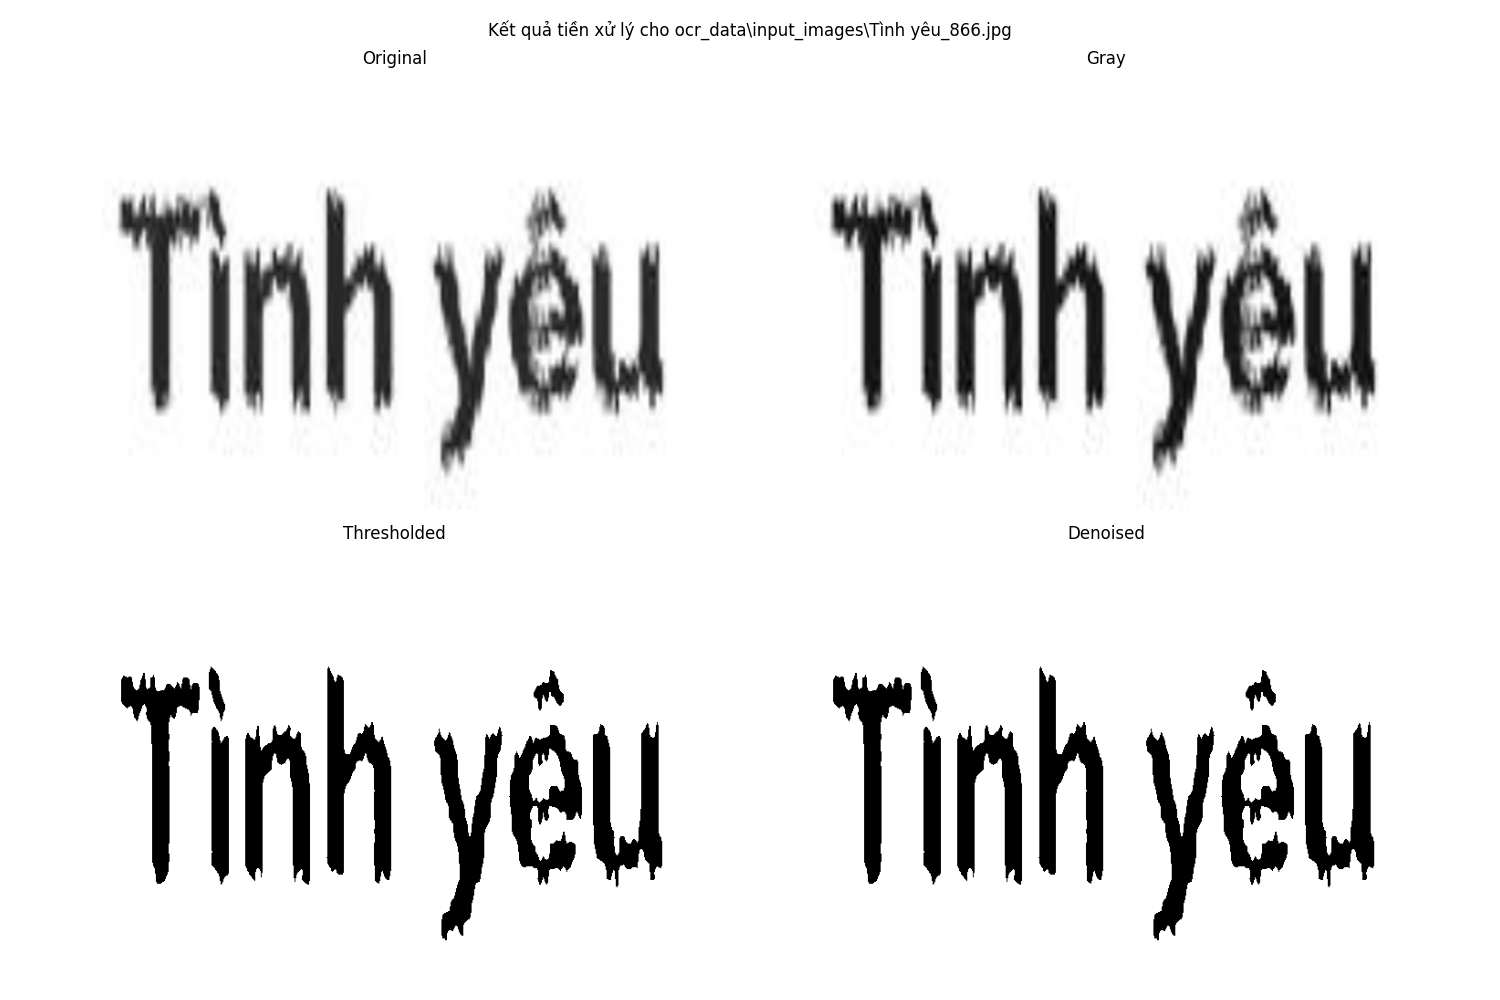 Kết quả tiền xử lý cho ocr_data\input_images\Tình yêu_866.jpg
Original
Gray
Tình yêu
Tình yêu
Thresholded
Denoised
Tình yêu
Tình yêu